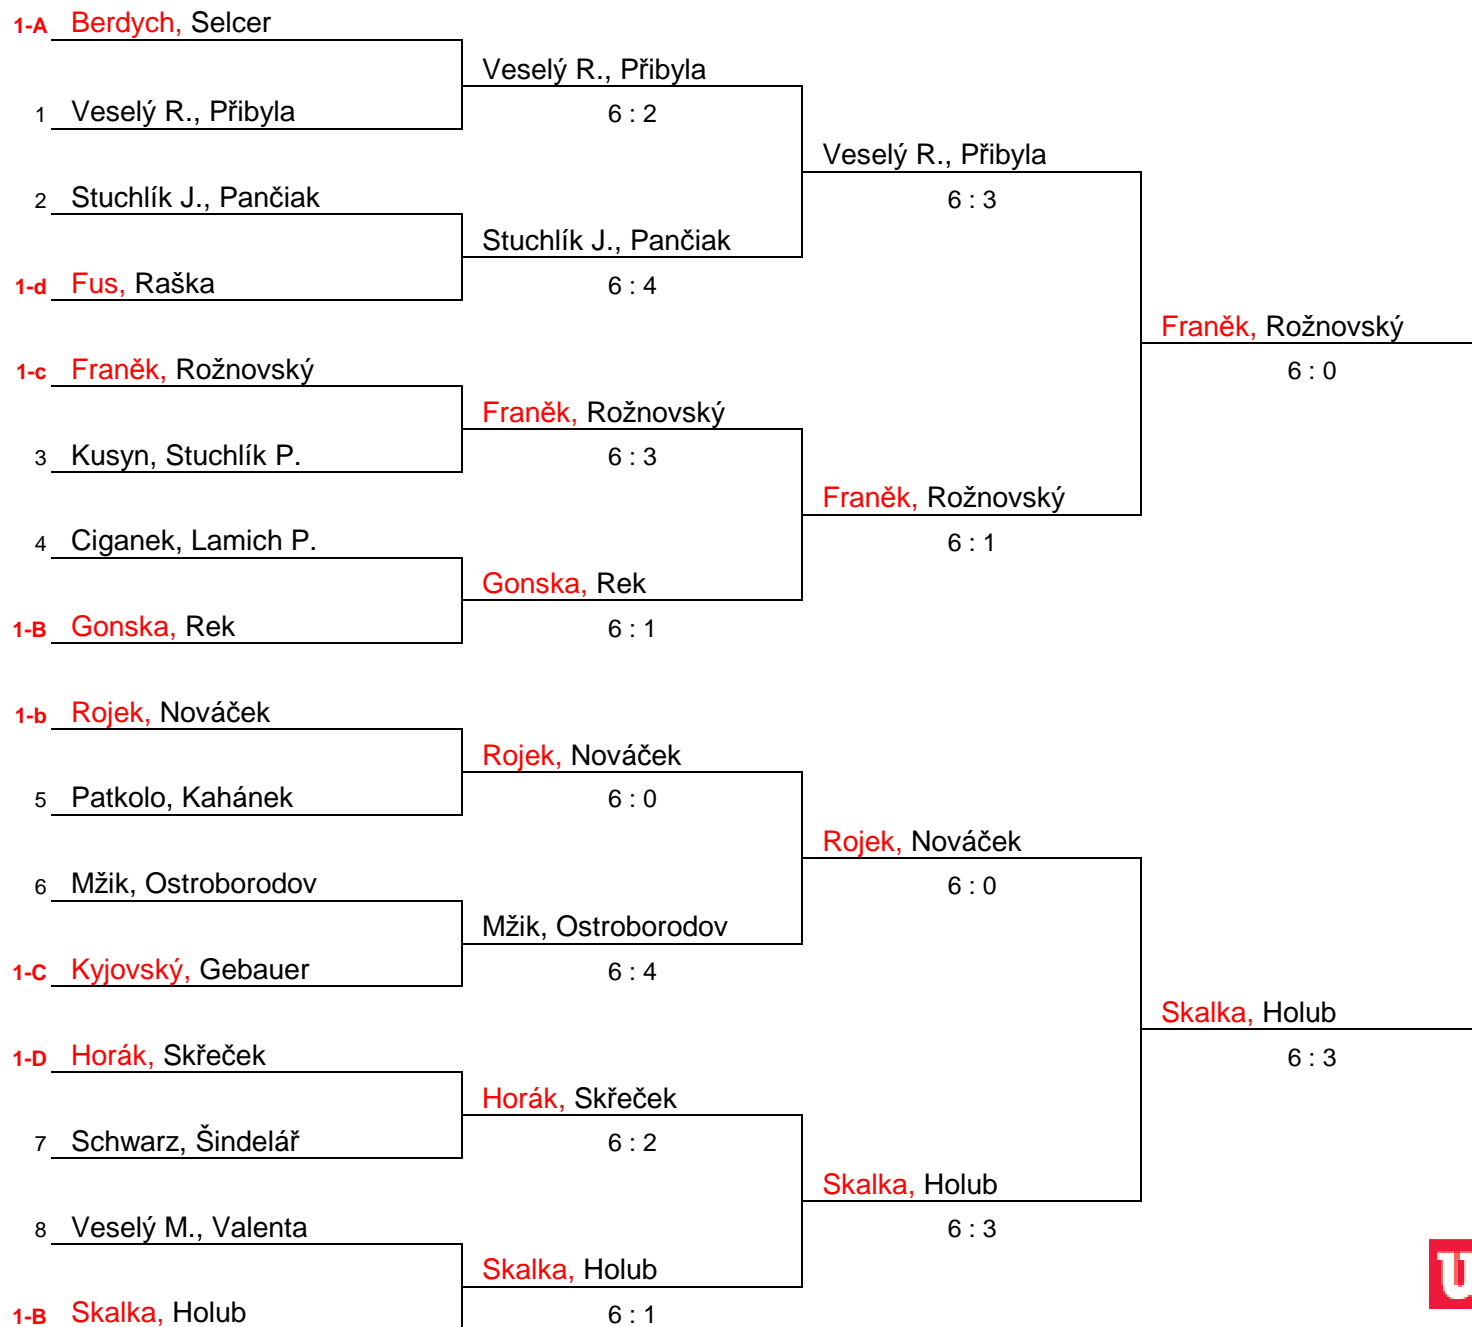 1-A Berdych, Selcer
Veselý R., Přibyla
1 Veselý R., Přibyla
6 : 2
Veselý R., Přibyla
2 Stuchlík J., Pančiak
6 : 3
Stuchlík J., Pančiak
1-d Fus, Raška
6 : 4
Franěk, Rožnovský
1-c Franěk, Rožnovský
6 : 0
Franěk, Rožnovský
3 Kusyn, Stuchlík P.
6 : 3
Franěk, Rožnovský
4 Ciganek, Lamich P.
6 : 1
Gonska, Rek
1-B Gonska, Rek
6 : 1
1-b Rojek, Nováček
Rojek, Nováček
5 Patkolo, Kahánek
6 : 0
Rojek, Nováček
6 Mžik, Ostroborodov
6 : 0
Mžik, Ostroborodov
1-C Kyjovský, Gebauer
6 : 4
Skalka, Holub
1-D Horák, Skřeček
6 : 3
Horák, Skřeček
7 Schwarz, Šindelář
6 : 2
Skalka, Holub
8 Veselý M., Valenta
6 : 3
Skalka, Holub
1-B Skalka, Holub
6 : 1